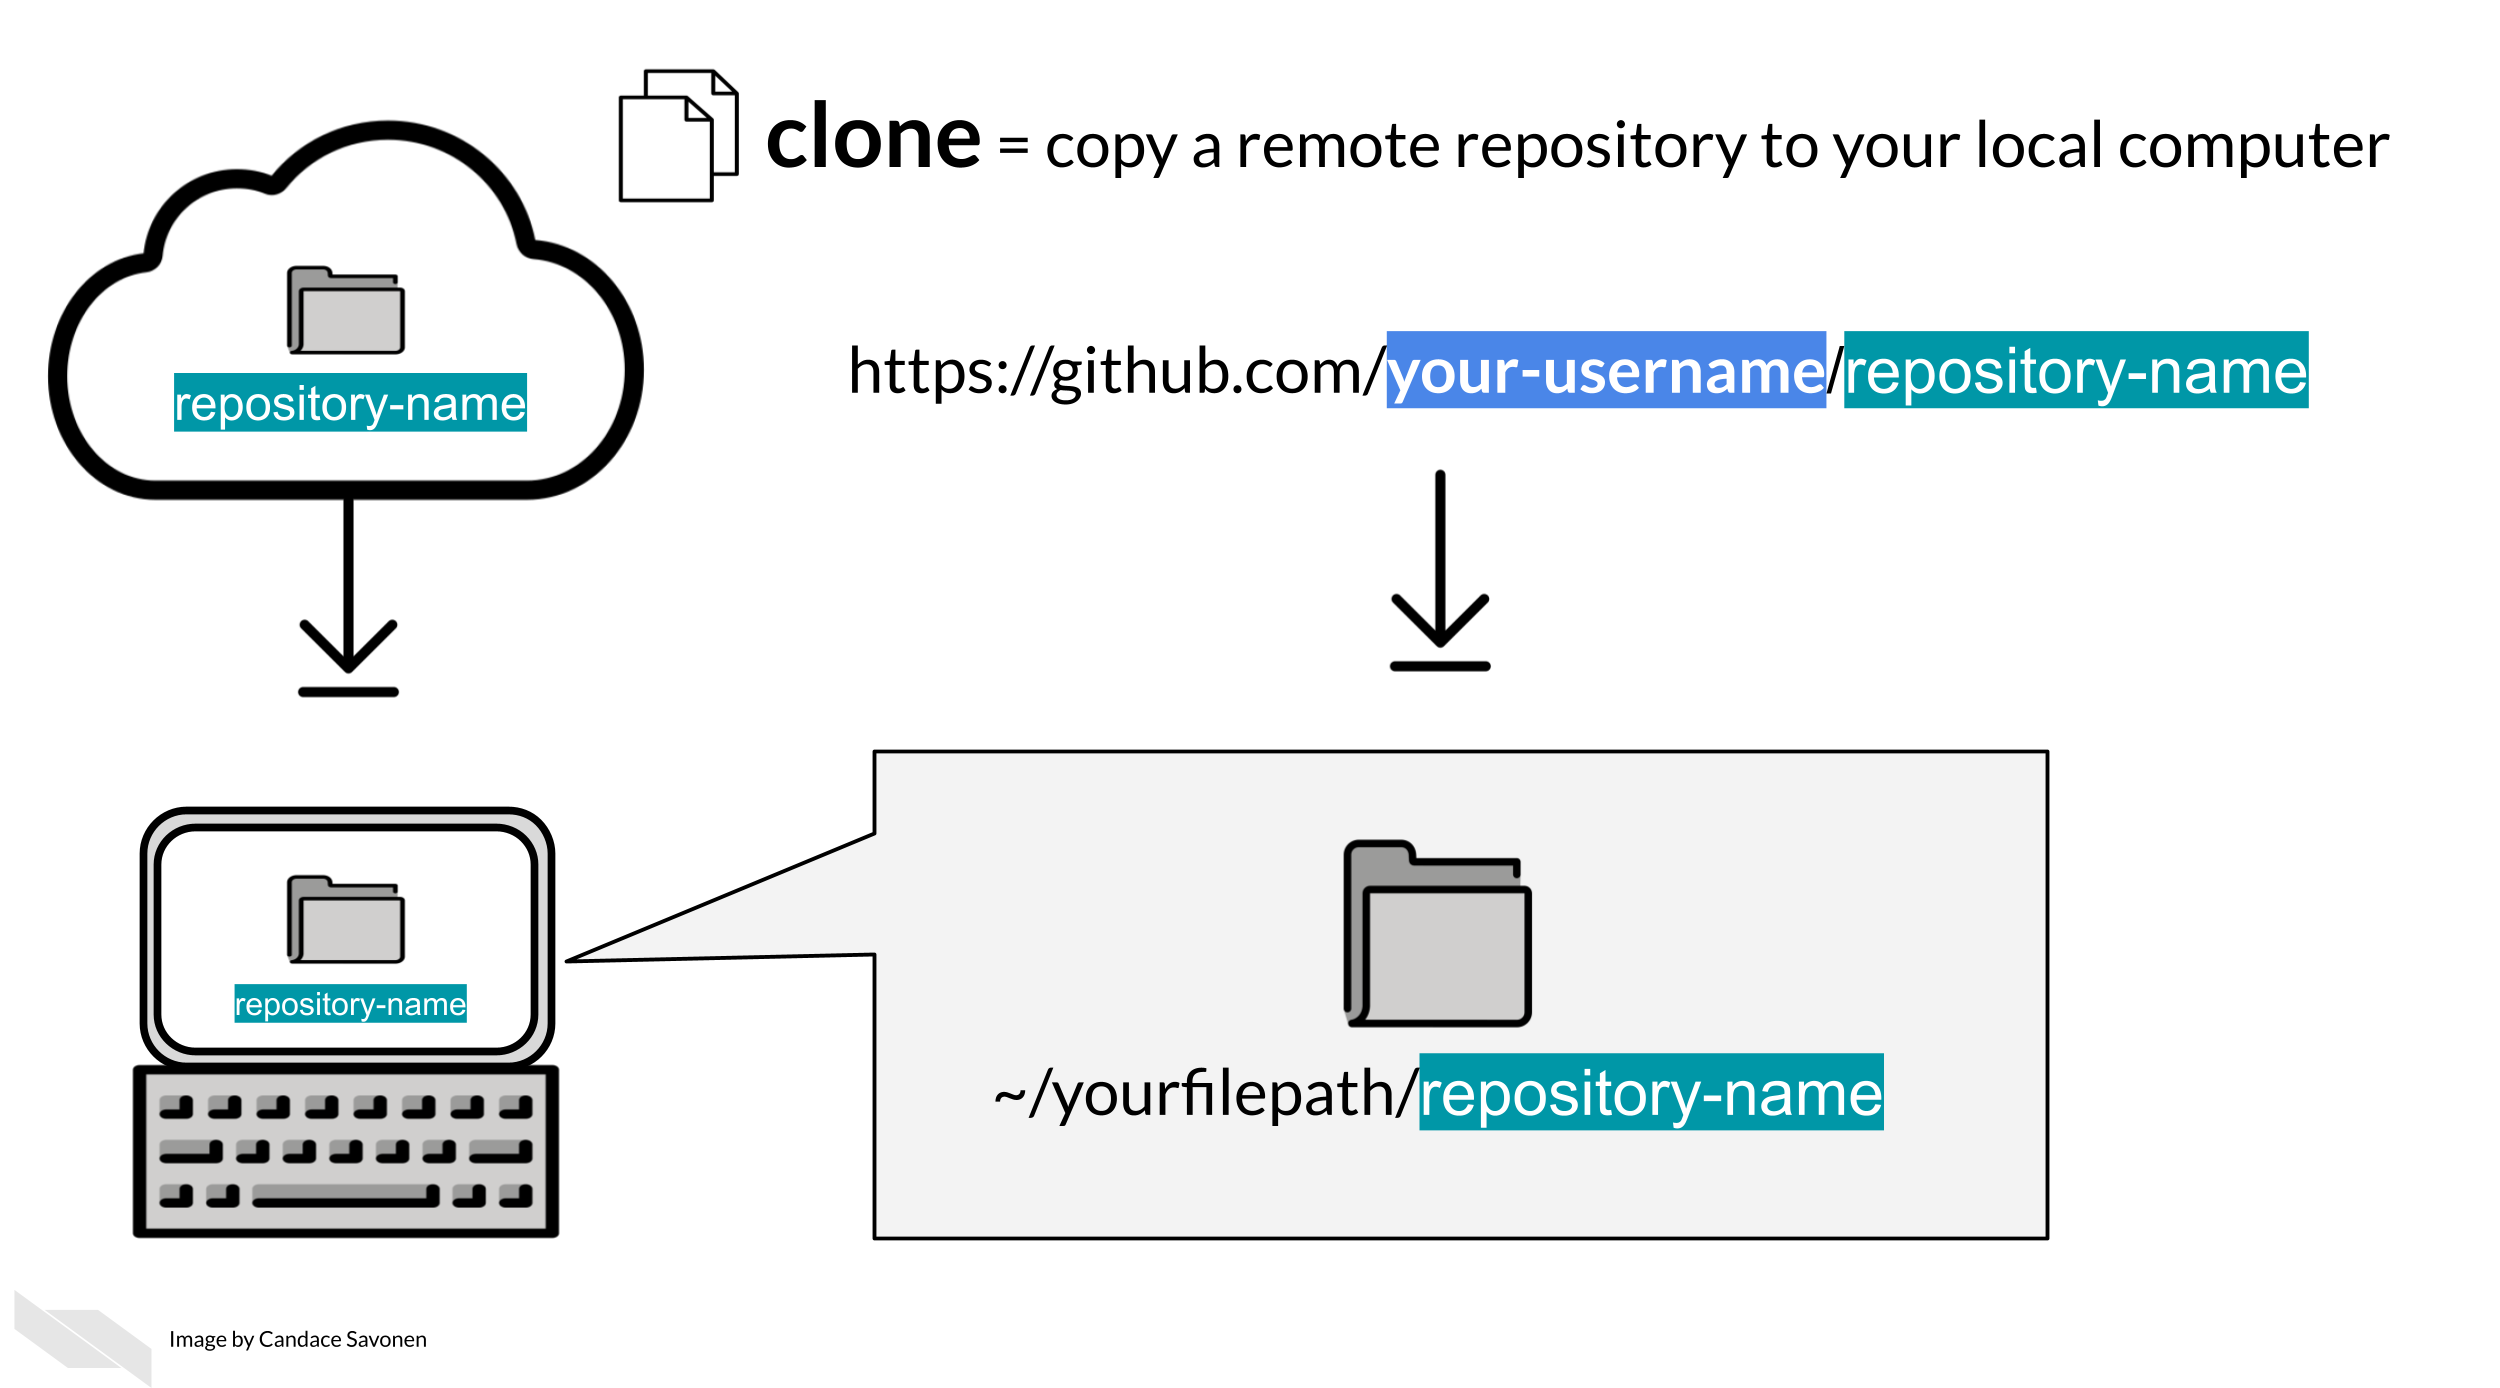 clone = copy a remote repository to your local computer
repository-name
https://github.com/your-username/repository-name
repository-name
~/yourfilepath/repository-name
Image by Candace Savonen